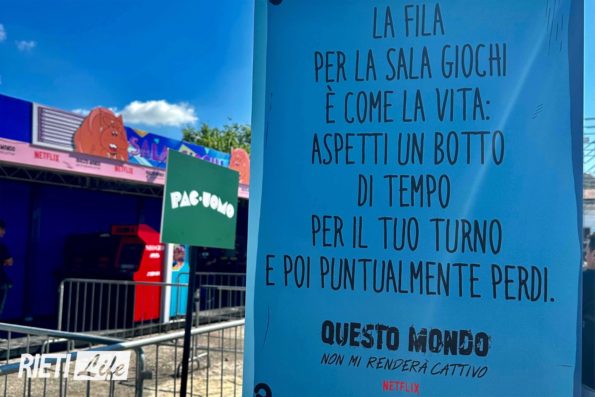 LA FILA
PER LA SALA GIOCHI
È COME LA VITA:
ASPETTI UN BOTTO
DI TEMPO
PER IL TUO TURNO
E POI PUNTUALMENTE PERDI.
QUESTO MONDO
NON MI RENDERÀ CATTIVO
NETFLIX
PAC-UOMO
NETFLIX
NETFLIX
RIETI Life